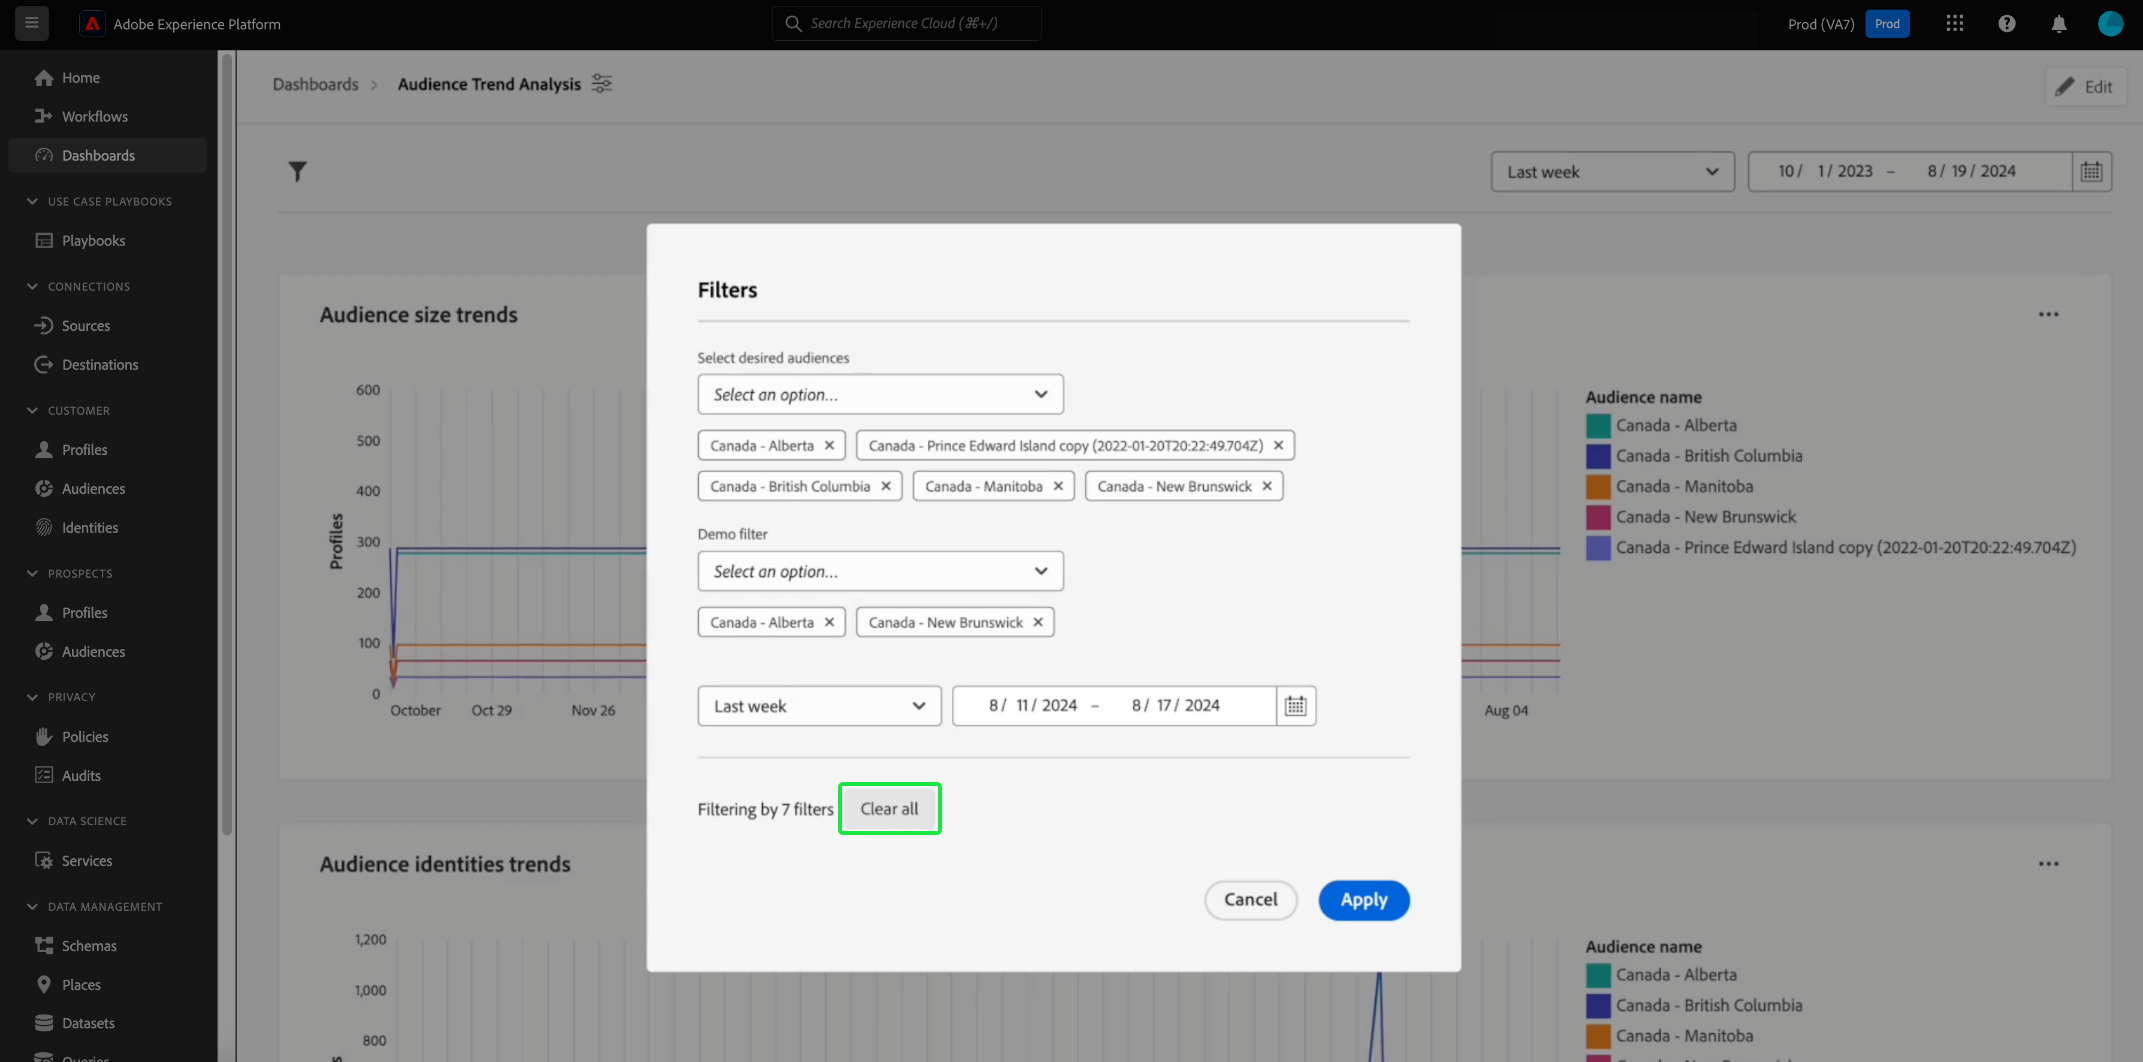 Adobe Experience Platform
Search Experience Cloud (⌘+/)
Prod (VA7)
Prod
Home
Workflows
Dashboards
USE CASE PLAYBOOKS
Playbooks
CONNECTIONS
Sources
Destinations
CUSTOMER
Profiles
Audiences
Identities
PROSPECTS
Profiles
Audiences
PRIVACY
Policies
Audits
DATA SCIENCE
Services
DATA MANAGEMENT
Schemas
Places
Datasets
Queries
Dashboards > Audience Trend Analysis
Edit
Last week
10/ 1/ 2023 – 8/ 19/ 2024
Audience size trends
Profiles
600
500
400
300
200
100
0
October
Oct 29
Nov 26
Aug 04
Audience name
Canada - Alberta
Canada - British Columbia
Canada - Manitoba
Canada - New Brunswick
Canada - Prince Edward Island copy (2022-01-20T20:22:49.704Z)
Filters
Select desired audiences
Select an option...
Canada - Alberta ✕ Canada - Prince Edward Island copy (2022-01-20T20:22:49.704Z) ✕
Canada - British Columbia ✕ Canada - Manitoba ✕ Canada - New Brunswick ✕
Demo filter
Select an option...
Canada - Alberta ✕ Canada - New Brunswick ✕
Last week
8/ 11/ 2024 – 8/ 17/ 2024
Filtering by 7 filters
Clear all
Cancel
Apply
Audience identities trends
1,200
1,000
800
Audience name
Canada - Alberta
Canada - British Columbia
Canada - Manitoba